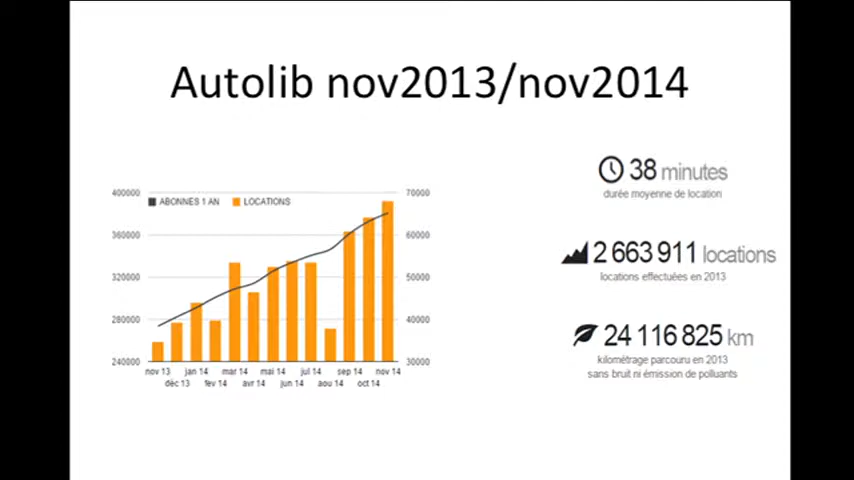 Autolib nov2013/nov2014
400000
360000
320000
280000
240000
ABONNES 1 AN
LOCATIONS
70000
60000
50000
40000
30000
nov 13
jan 14
mar 14
mai 14
jul 14
sep 14
nov 14
déc 13
fev 14
avr 14
jun 14
aou 14
oct 14
38 minutes
durée moyenne de location
2 663 911 locations
locations effectuées en 2013
24 116 825 km
kilométrage parcouru en 2013
sans bruit ni émission de polluants